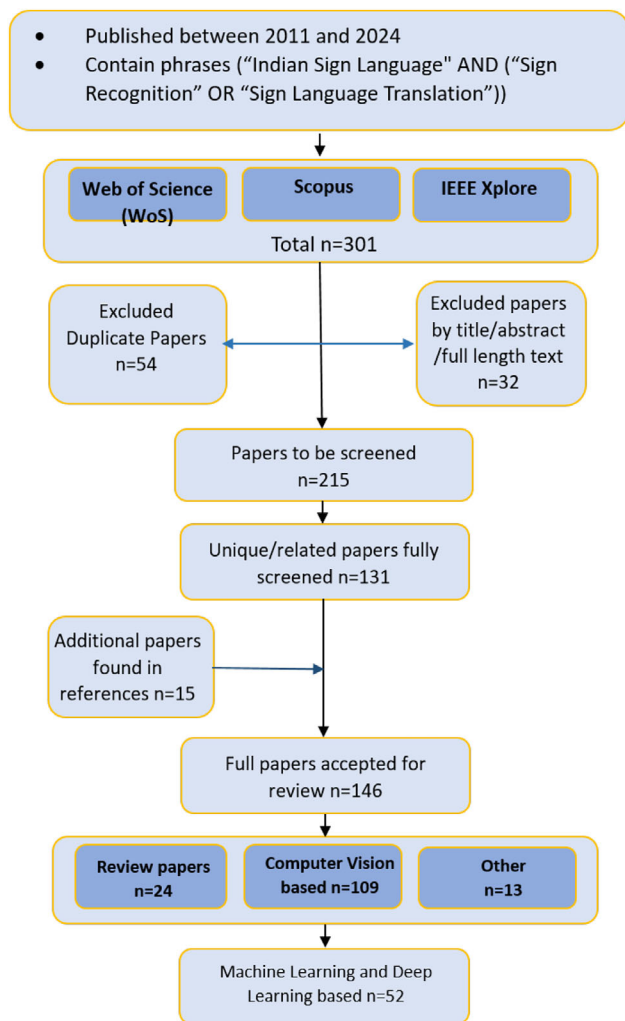 • Published between 2011 and 2024
• Contain phrases (“Indian Sign Language" AND (“Sign
Recognition” OR “Sign Language Translation”))
Web of Science
(WoS)
Scopus
IEEE Xplore
Total n=301
Excluded
Duplicate Papers
n=54
Excluded papers
by title/abstract
/full length text
n=32
Papers to be screened
n=215
Unique/related papers fully
screened n=131
Additional papers
found in
references n=15
Full papers accepted for
review n=146
Review papers
n=24
Computer Vision
based n=109
Other
n=13
Machine Learning and Deep
Learning based n=52